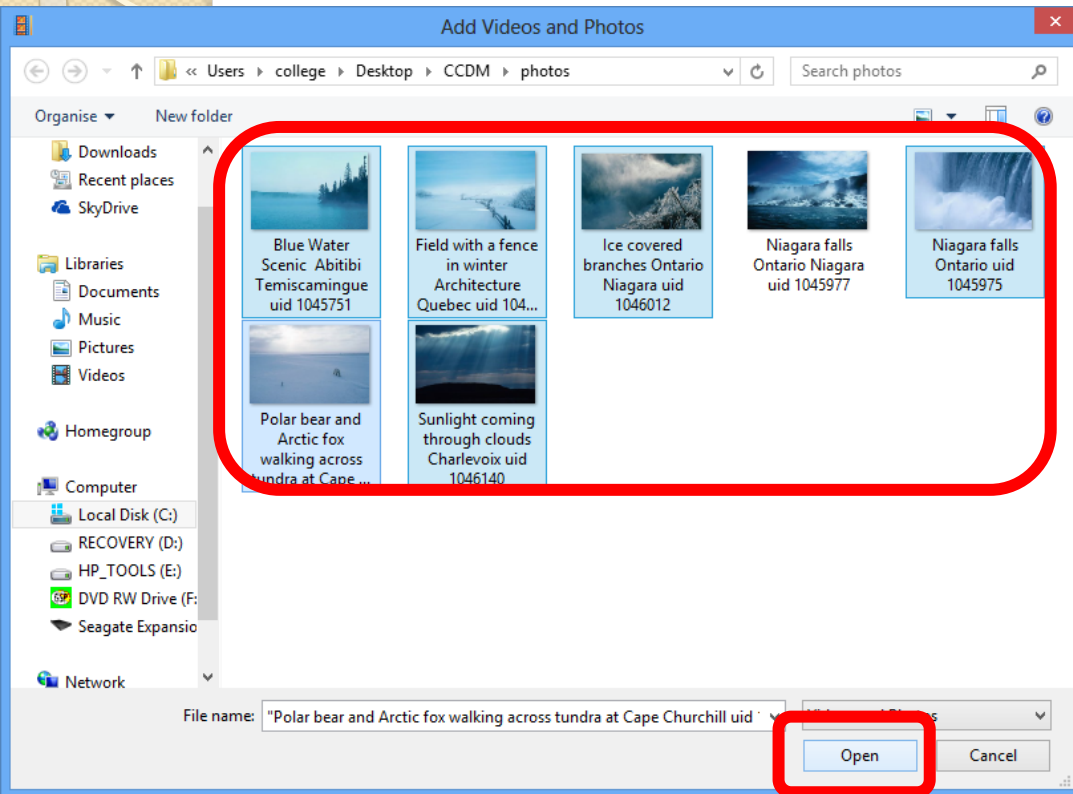 Add Videos and Photos
« Users College Desktop CCDM photos
Search photos
Organise
New folder
Downloads
Recent places
SkyDrive
Libraries
Documents
Music
Pictures
Videos
Homegroup
Computer
Local Disk (C:)
RECOVERY (D:)
HP_TOOLS (E:)
DVD RW Drive (F:
Seagate Expansio
Network
Blue Water
Scenic Abitibi
Temiscamingue
uid 1045751
Field with a fence
in winter
Architecture
Quebec uid 104...
Ice covered
branches Ontario
Niagara uid
1046012
Niagara falls
Ontario Niagara
uid 1045977
Niagara falls
Ontario uid
1045975
Polar bear and
Arctic fox
walking across
tundra at Cape ...
Sunlight coming
through clouds
Charlevoix uid
1046140
File name: "Polar bear and Arctic fox walking across tundra at Cape Churchill uid
Open
Cancel